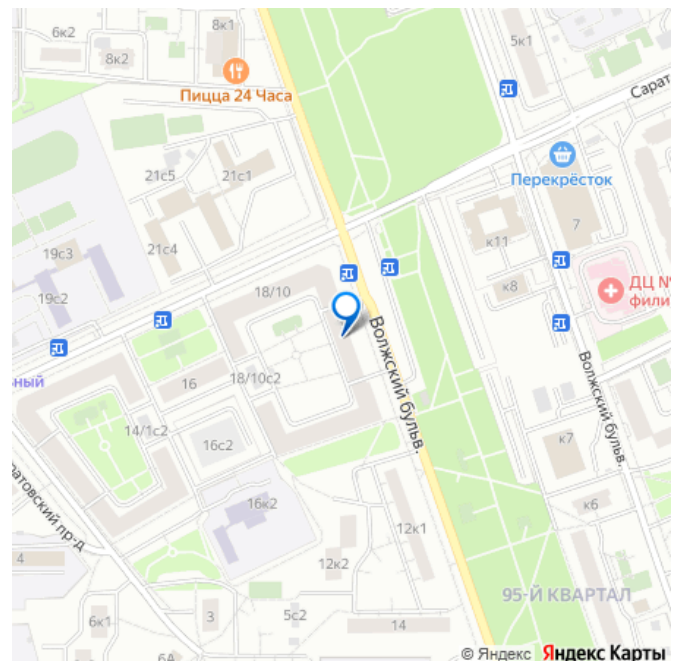 6к2
8к1
8к2
Пицца 24 Часа
5к1
Сарат
Перекрёсток
21с5
21с1
21с4
7
к11
19с3
19с2
18/10
к8
ДЦ №
фили
Волжский бульв.
Волжский бульв.
ьный
16
18/10с2
14/1с2
16с2
к7
ратовский пр-д
16к2
к6
12к1
4
12к2
95-Й КВАРТАЛ
6к1
3
5с2
14
6А
© Яндекс Яндекс Карты